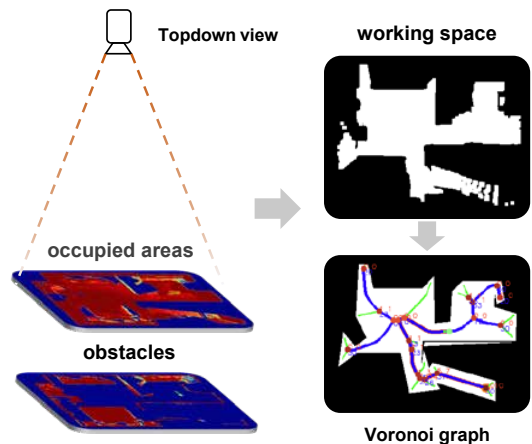 Topdown view
working space
occupied areas
obstacles
Voronoi graph